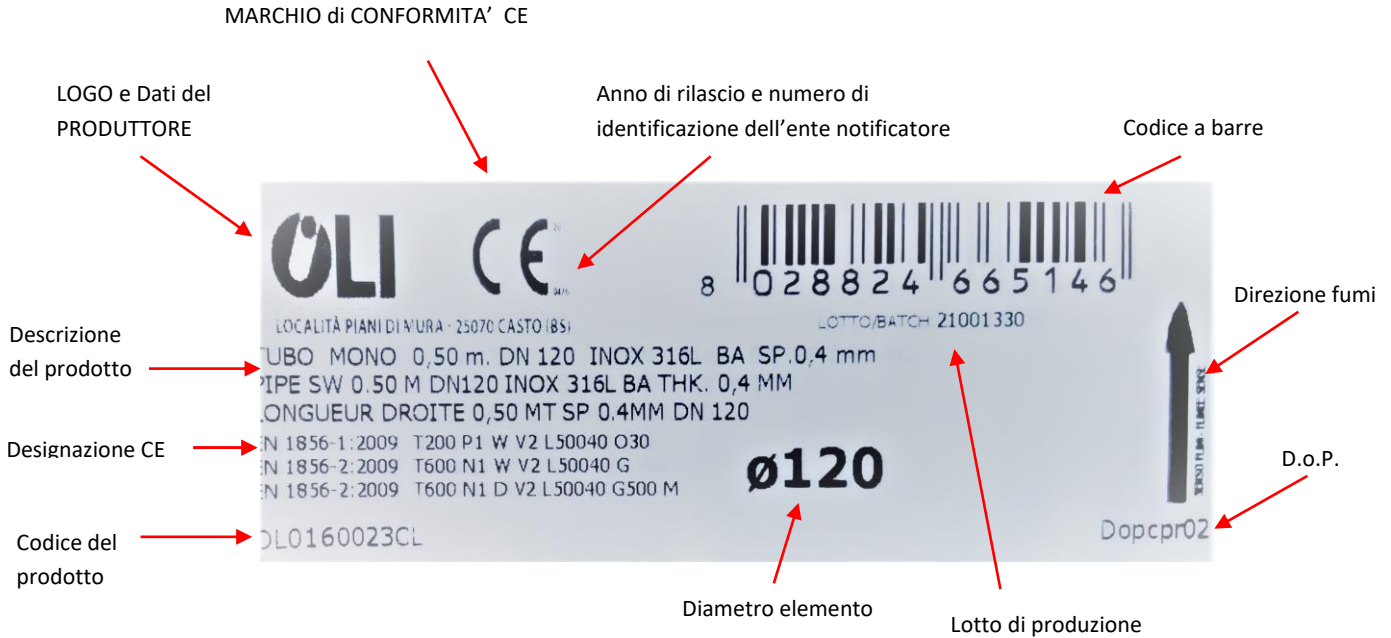 MARCHIO di CONFORMITA’ CE
LOGO e Dati del
PRODUTTORE
Anno di rilascio e numero di
identificazione dell’ente notificatore
Codice a barre
OLI
CE
20
0476
8 028824 665146
LOCALITÀ PIANI DI MURA - 25070 CASTO (BS)
LOTTO/BATCH 21001330
Direzione fumi
Descrizione
del prodotto
TUBO MONO 0,50 m. DN 120 INOX 316L BA SP.0,4 mm
PIPE SW 0.50 M DN120 INOX 316L BA THK. 0,4 MM
LONGUEUR DROITE 0,50 MT SP 0.4MM DN 120
Designazione CE
EN 1856-1:2009 T200 P1 W V2 L50040 O30
EN 1856-2:2009 T600 N1 W V2 L50040 G
EN 1856-2:2009 T600 N1 D V2 L50040 G500 M
ø120
D.o.P.
Codice del
prodotto
OL0160023CL
Dopcpr02
Diametro elemento
Lotto di produzione